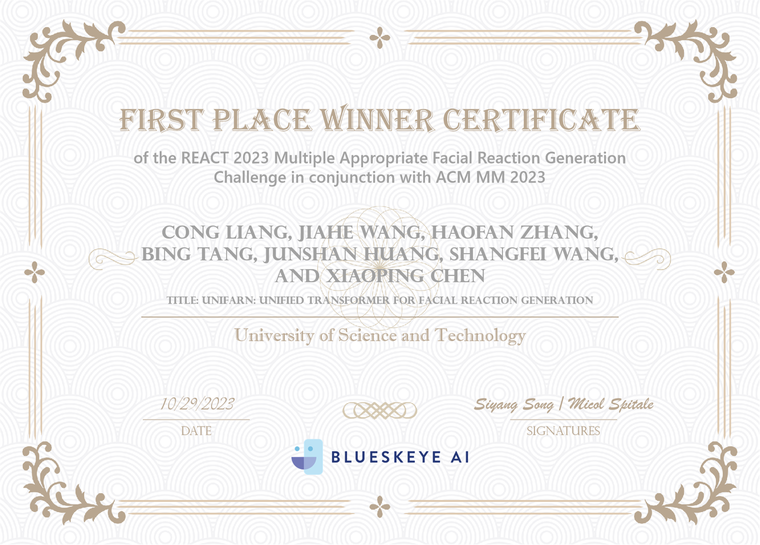 FIRST PLACE WINNER CERTIFICATE
of the REACT 2023 Multiple Appropriate Facial Reaction Generation
Challenge in conjunction with ACM MM 2023
CONG LIANG, JIAHE WANG, HAOFAN ZHANG,
BING TANG, JUNSHAN HUANG, SHANGFEI WANG,
AND XIAOPING CHEN
TITLE: UNIFARN: UNIFIED TRANSFORMER FOR FACIAL REACTION GENERATION
University of Science and Technology
10/29/2023
Siyang Song | Micol Spitale
DATE
SIGNATURES
BLUESKEYE AI